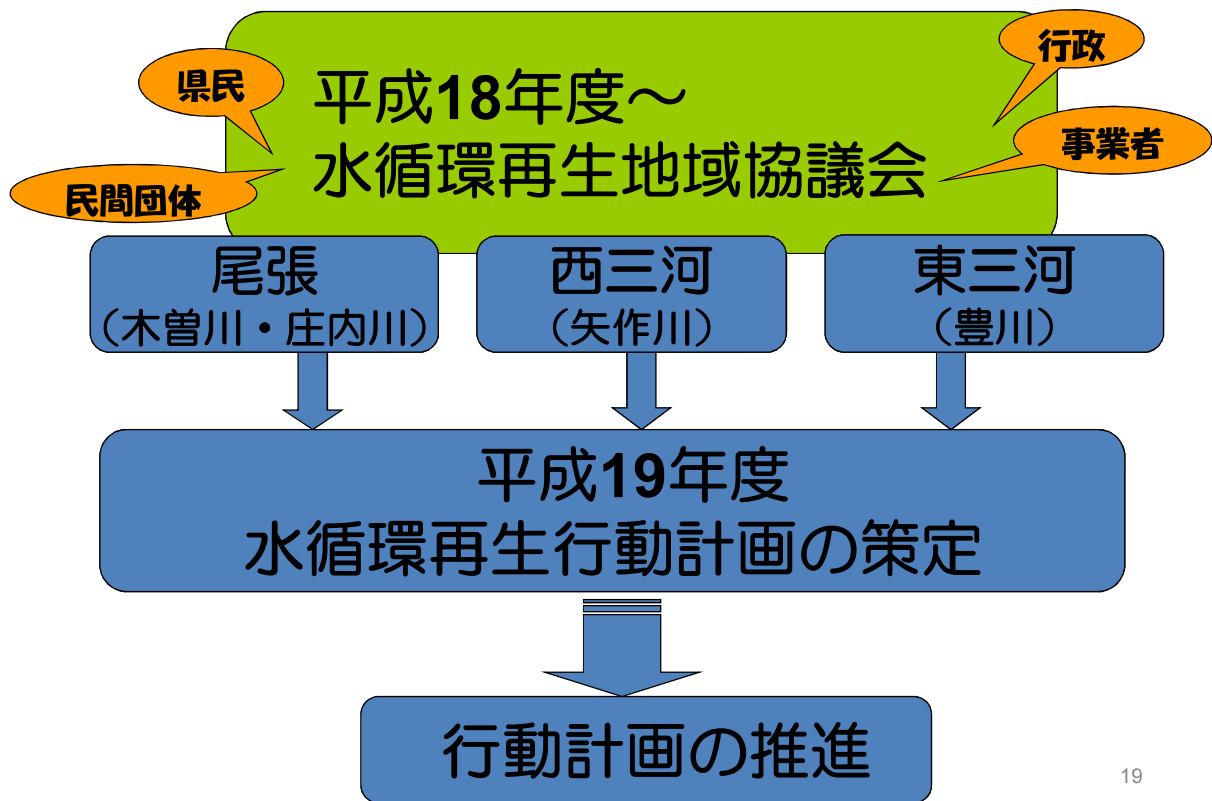 県民
行政
平成18年度～
水循環再生地域協議会
事業者
民間団体
尾張
（木曽川・庄内川）
西三河
（矢作川）
東三河
（豊川）
平成19年度
水循環再生行動計画の策定
行動計画の推進
19